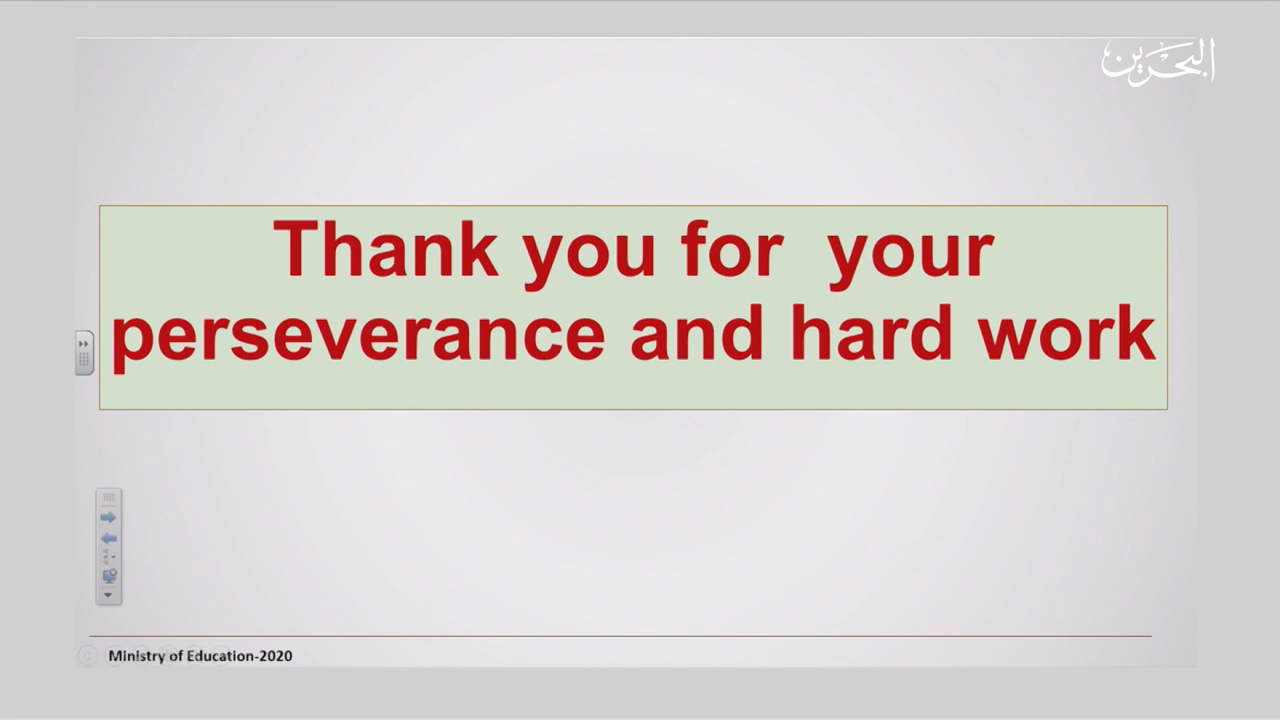 البحرين
Thank you for  your
perseverance and hard work
Ministry of Education-2020